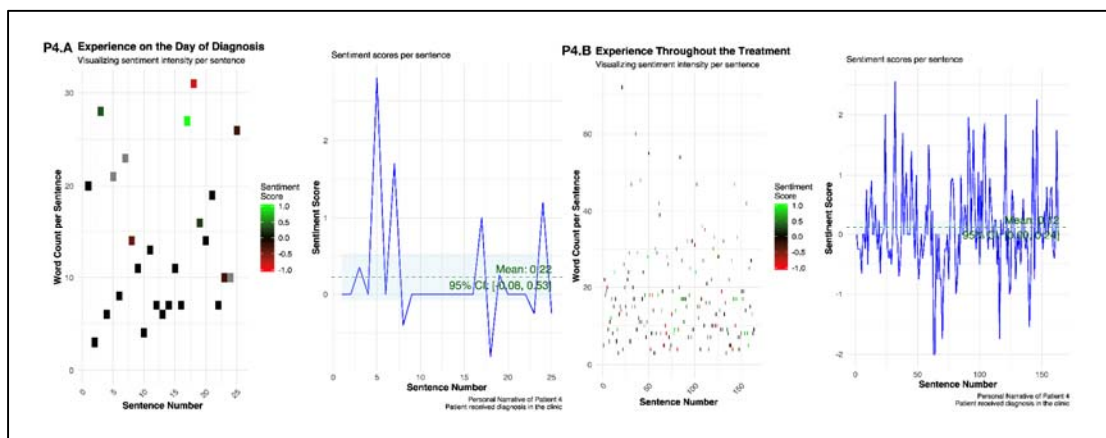 P4.A Experience on the Day of Diagnosis
Visualizing sentiment intensity per sentence
Word Count per Sentence
30
20
10
0
0
5
10
15
20
25
Sentence Number
Sentiment
Score
1.0
0.5
0.0
-0.5
-1.0
Sentiment scores per sentence
Sentiment Score
2
1
0
Mean: 0.22
95% CI: [-0.08, 0.53]
5
15
25
Sentence Number
Personal Narrative of Patient 4
Patient received diagnosis in the clinic
P4.B Experience Throughout the Treatment
Visualizing sentiment intensity per sentence
Word Count per Sentence
60
40
20
0
0
50
100
150
Sentence Number
Sentiment
Score
1.0
0.5
0.0
-0.5
-1.0
Sentiment scores per sentence
Sentiment Score
2
1
0
-1
-2
Mean: 0.12
95% CI:
0.24]
0
50
100
150
Sentence Number
Personal Narrative of Patient 4
Patient received diagnosis in the clinic